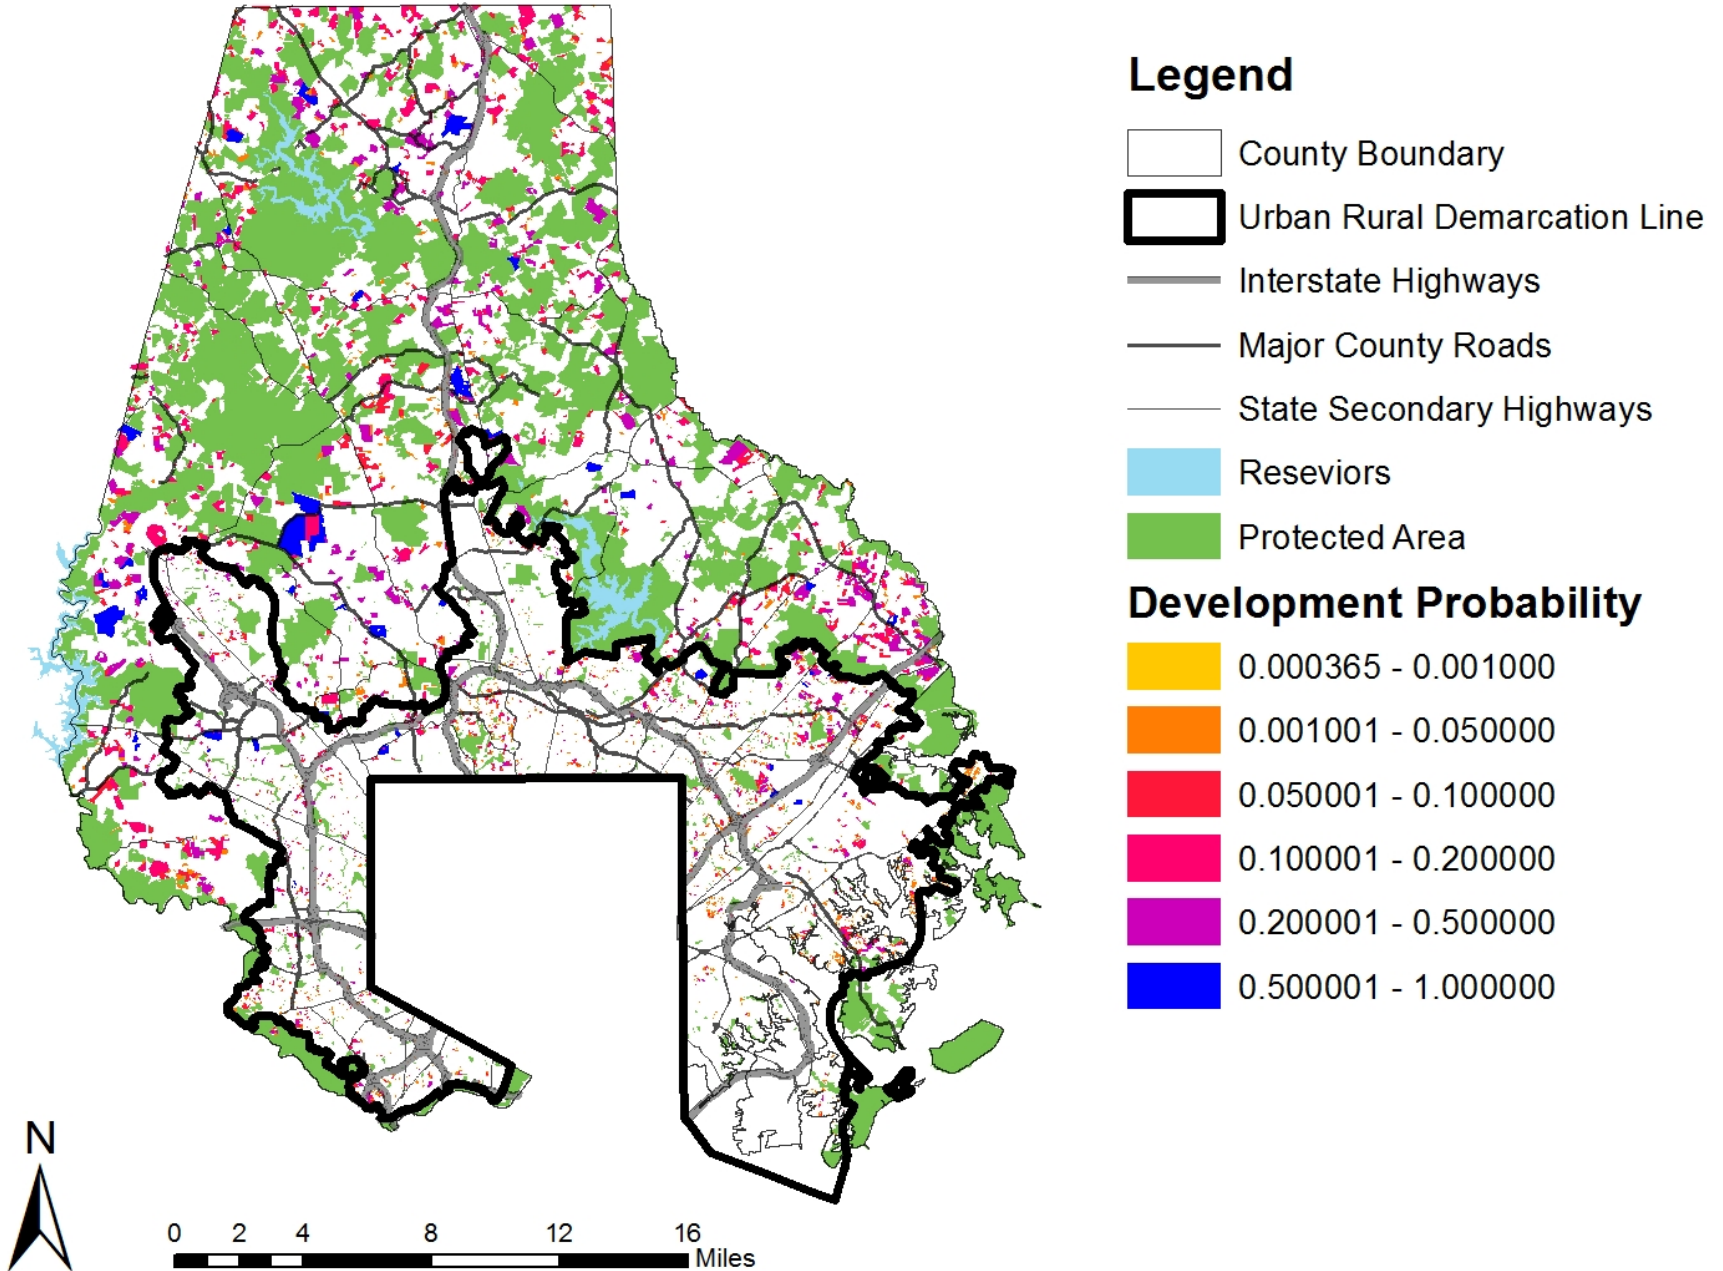 Legend
County Boundary
Urban Rural Demarcation Line
Interstate Highways
Major County Roads
State Secondary Highways
Reseviors
Protected Area
Development Probability
0.000365 - 0.001000
0.001001 - 0.050000
0.050001 - 0.100000
0.100001 - 0.200000
0.200001 - 0.500000
0.500001 - 1.000000
N
0 2 4 8 12 16
Miles